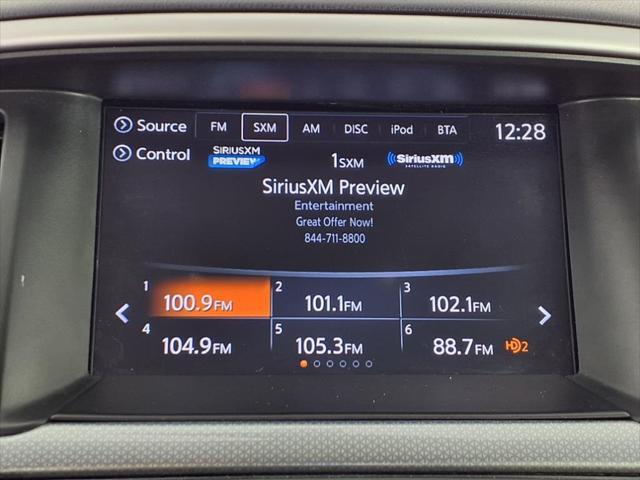 Source FM SXM AM DISC iPod BTA 12:28
Control SIRIUSXM PREVIEW 1SXM ((SiriusXM)) SATELLITE RADIO
SiriusXM Preview
Entertainment
Great Offer Now!
844-711-8800
1 100.9FM 2 101.1FM 3 102.1FM
4 104.9FM 5 105.3FM 6 88.7FM HD2